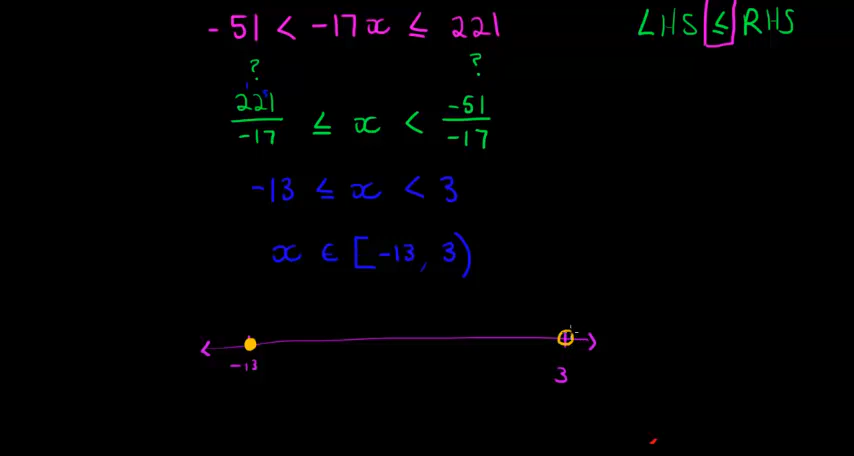 -51 < -17x ≤ 221
LHS ≤ RHS
? ?
221/-17 ≤ x < -51/-17
-13 ≤ x < 3
x ∈ [-13, 3)
-13 3